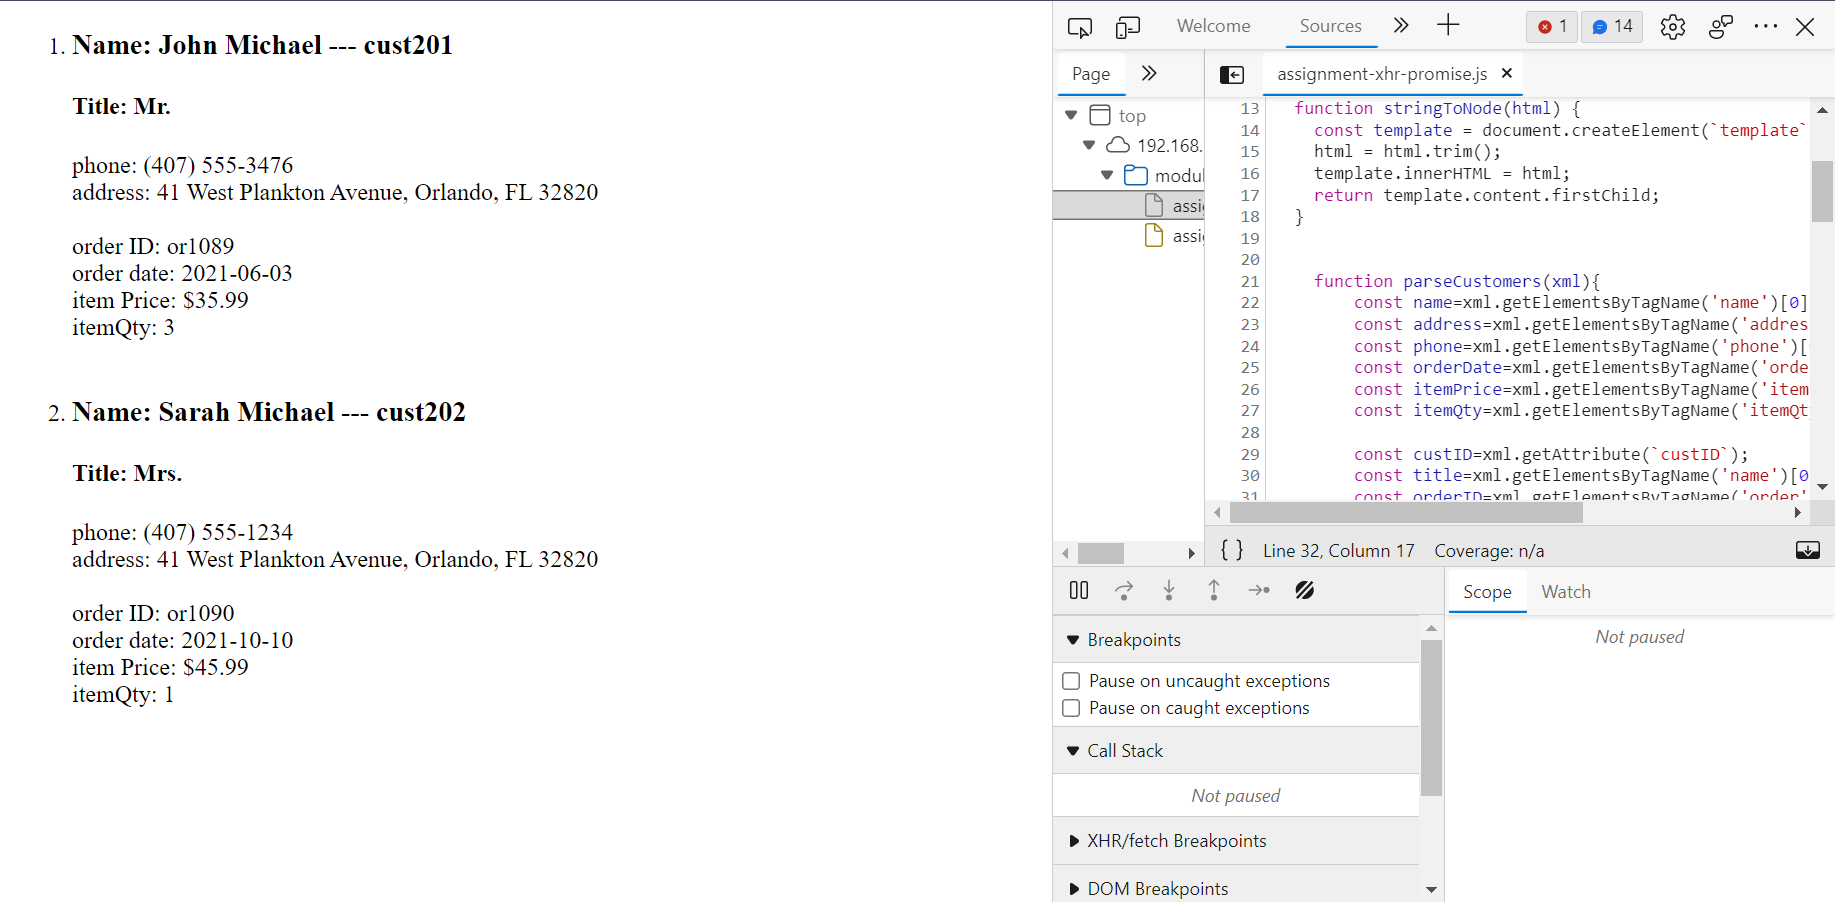 1. Name: John Michael --- cust201
Title: Mr.
phone: (407) 555-3476
address: 41 West Plankton Avenue, Orlando, FL 32820
order ID: or1089
order date: 2021-06-03
item Price: $35.99
itemQty: 3
2. Name: Sarah Michael --- cust202
Title: Mrs.
phone: (407) 555-1234
address: 41 West Plankton Avenue, Orlando, FL 32820
order ID: or1090
order date: 2021-10-10
item Price: $45.99
itemQty: 1
Welcome Sources 1 14
Page
assignment-xhr-promise.js
top
192.168.
modul
assi
assi
13 function stringToNode(html) {
14 const template = document.createElement(`template`
15 html = html.trim();
16 template.innerHTML = html;
17 return template.content.firstChild;
18 }
19
20
21 function parseCustomers(xml){
22 const name=xml.getElementsByTagName('name')[0]
23 const address=xml.getElementsByTagName('addres
24 const phone=xml.getElementsByTagName('phone')[
25 const orderDate=xml.getElementsByTagName('orde
26 const itemPrice=xml.getElementsByTagName('item
27 const itemQty=xml.getElementsByTagName('itemQt
28
29 const custID=xml.getAttribute(`custID`);
30 const title=xml.getElementsByTagName('name')[0
31 const orderID=xml.getElementsByTagName('order'
{ } Line 32, Column 17 Coverage: n/a
Breakpoints
Pause on uncaught exceptions
Pause on caught exceptions
Call Stack
Not paused
XHR/fetch Breakpoints
DOM Breakpoints
Scope Watch
Not paused